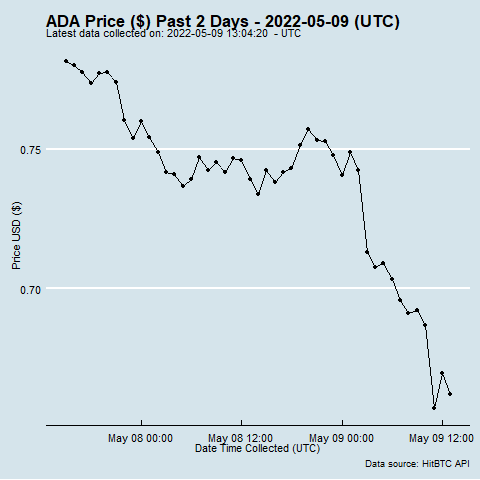 ADA Price ($) Past 2 Days - 2022-05-09 (UTC)
Latest data collected on: 2022-05-09 13:04:20 - UTC
0.75
Price USD ($)
0.70
May 08 00:00 May 08 12:00 May 09 00:00 May 09 12:00
Date Time Collected (UTC)
Data source: HitBTC API